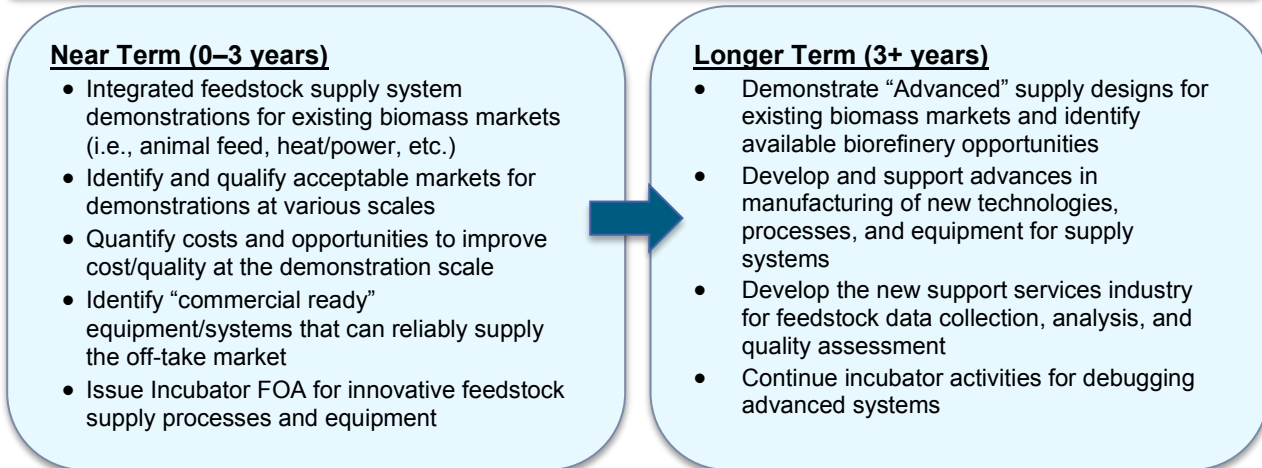 Near Term (0–3 years)
• Integrated feedstock supply system
demonstrations for existing biomass markets
(i.e., animal feed, heat/power, etc.)
• Identify and qualify acceptable markets for
demonstrations at various scales
• Quantify costs and opportunities to improve
cost/quality at the demonstration scale
• Identify “commercial ready”
equipment/systems that can reliably supply
the off-take market
• Issue Incubator FOA for innovative feedstock
supply processes and equipment
Longer Term (3+ years)
• Demonstrate “Advanced” supply designs for
existing biomass markets and identify
available biorefinery opportunities
• Develop and support advances in
manufacturing of new technologies,
processes, and equipment for supply
systems
• Develop the new support services industry
for feedstock data collection, analysis, and
quality assessment
• Continue incubator activities for debugging
advanced systems